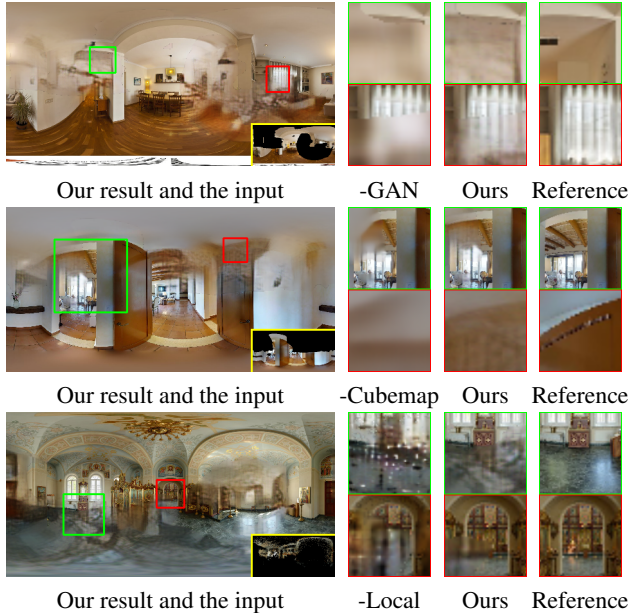 Our result and the input -GAN Ours Reference
Our result and the input -Cubemap Ours Reference
Our result and the input -Local Ours Reference